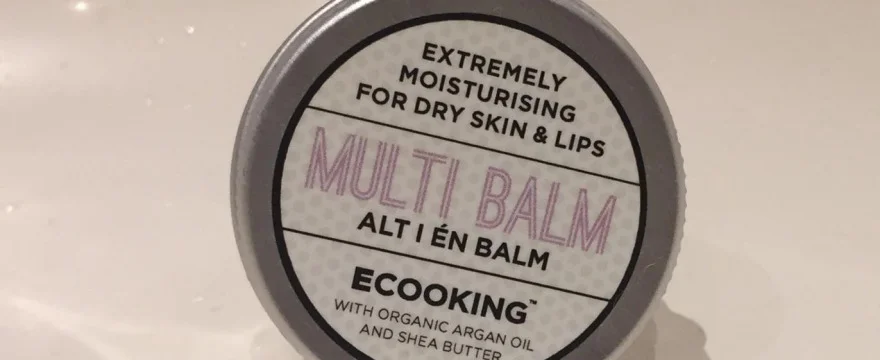 EXTREMELY
MOISTURISING
FOR DRY SKIN & LIPS
MULTI BALM
ALT I ÉN BALM
ECOOKING™
WITH ORGANIC ARGAN OIL
AND SHEA BUTTER